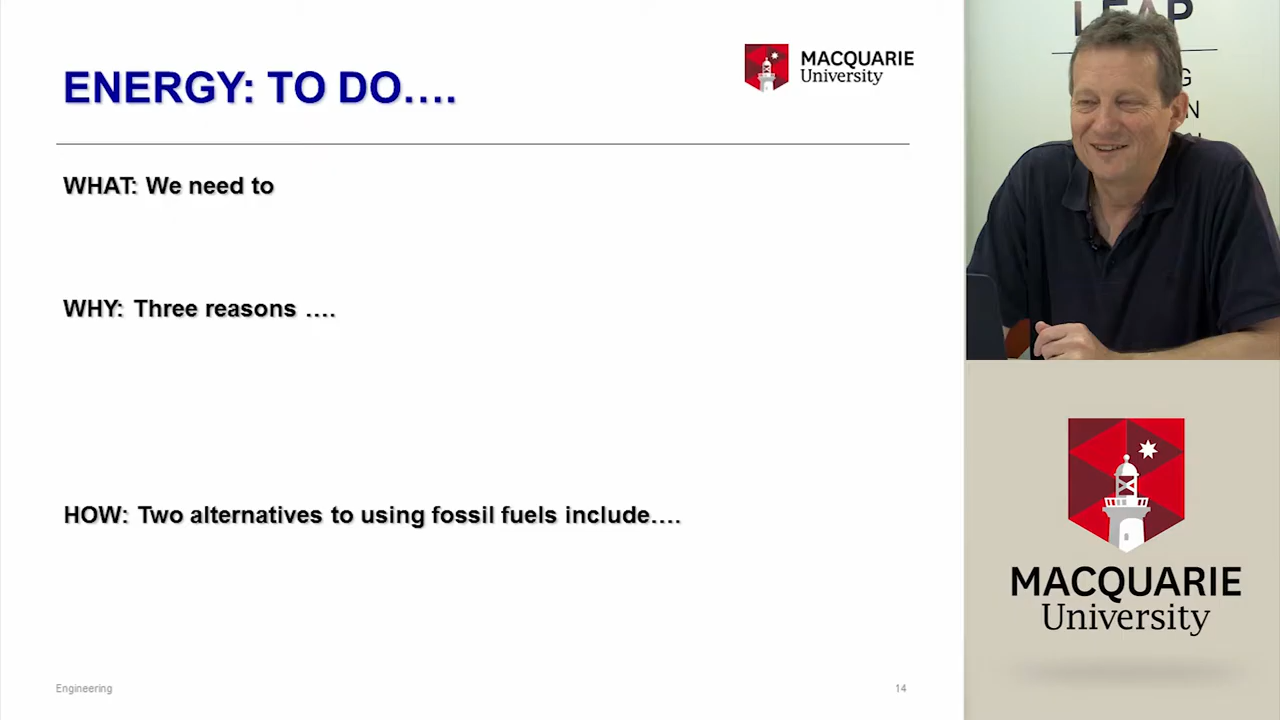 ENERGY: TO DO….
MACQUARIE
University
WHAT: We need to
WHY: Three reasons ….
HOW: Two alternatives to using fossil fuels include….
Engineering
14
LEAP
G
N
MACQUARIE
University